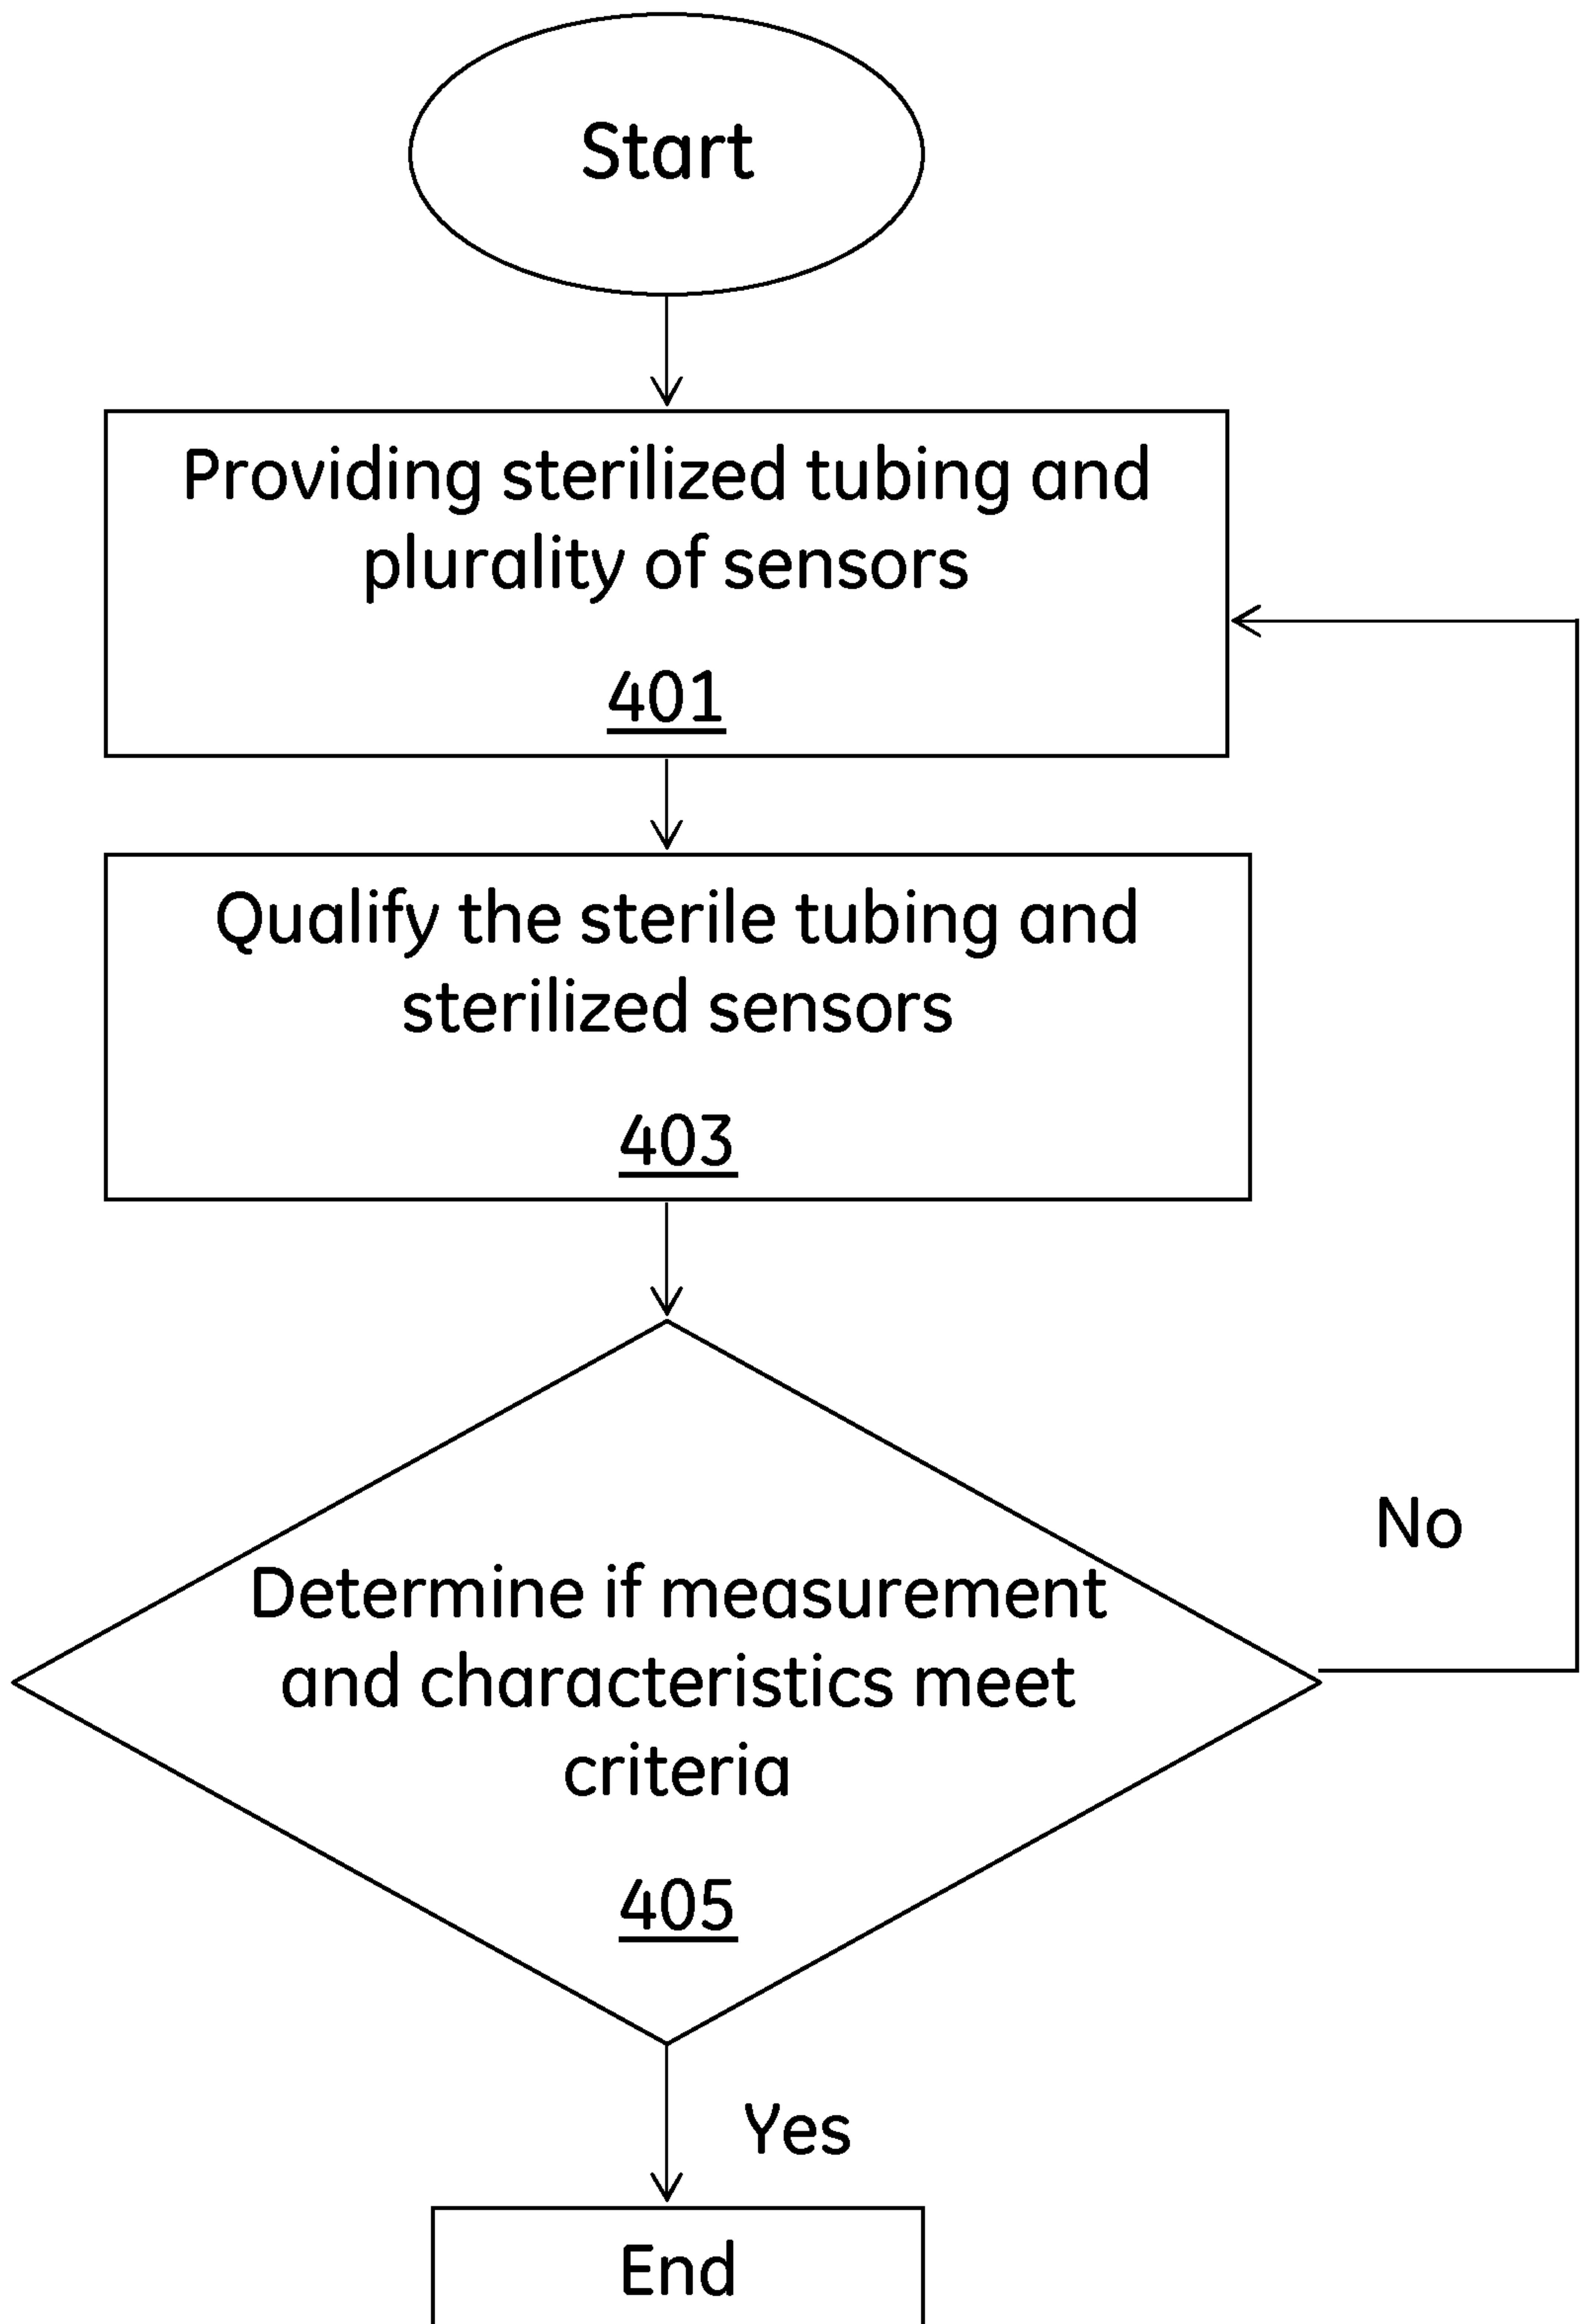 Start
Providing sterilized tubing and
plurality of sensors
401
Qualify the sterile tubing and
sterilized sensors
403
Determine if measurement
and characteristics meet
criteria
405
No
Yes
End